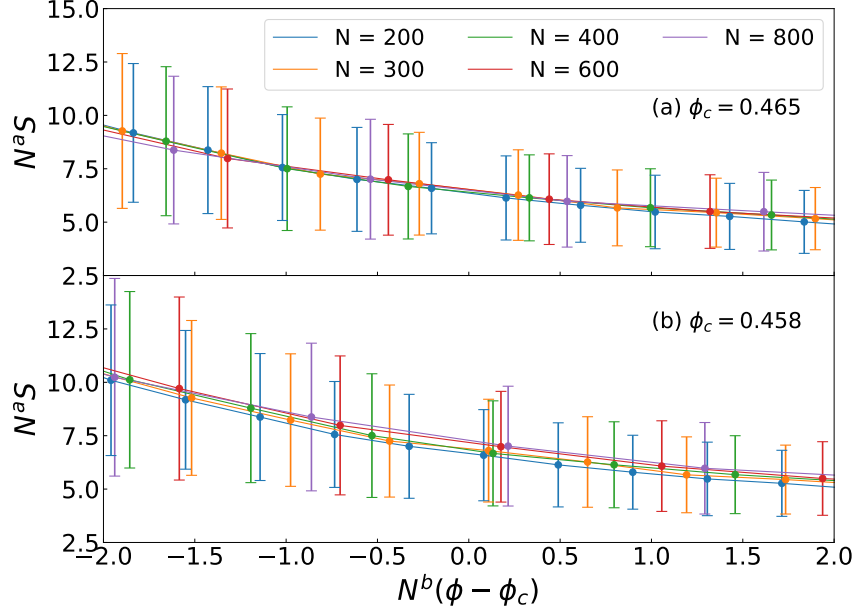 15.0
N = 200 N = 400 N = 800
N = 300 N = 600
12.5
(a) ϕ_c = 0.465
10.0
N^aS
7.5
5.0
2.5
12.5
(b) ϕ_c = 0.458
10.0
N^aS
7.5
5.0
2.5
−2.0 −1.5 −1.0 −0.5 0.0 0.5 1.0 1.5 2.0
N^b(ϕ − ϕ_c)